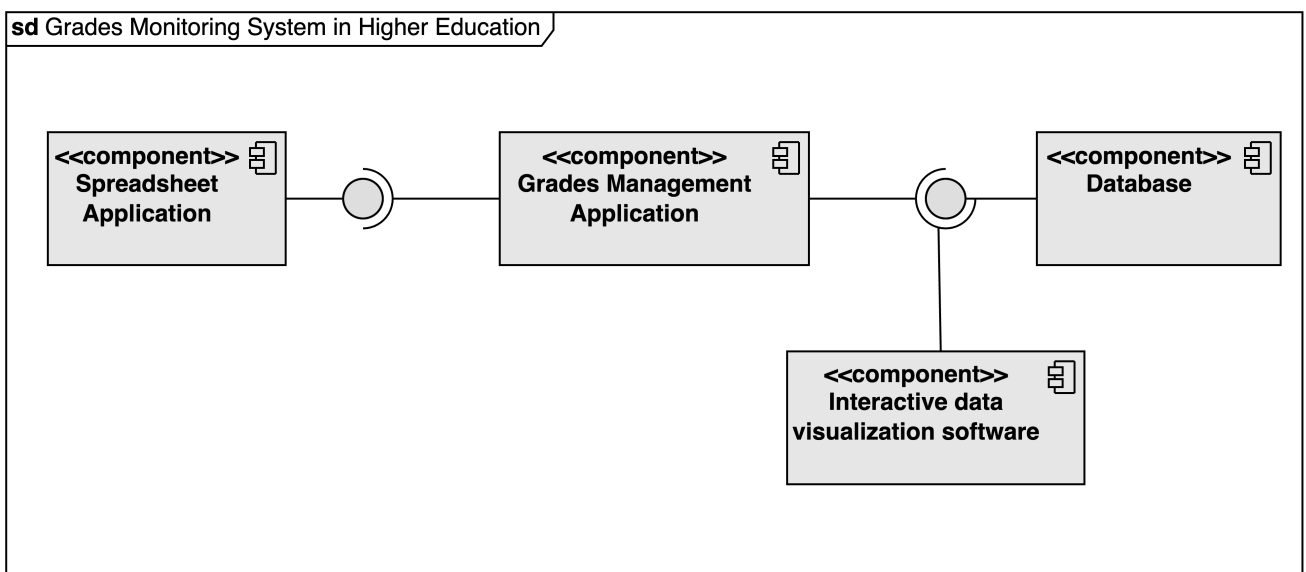 sd Grades Monitoring System in Higher Education
<<component>>
Spreadsheet
Application
<<component>>
Grades Management
Application
<<component>>
Database
<<component>>
Interactive data
visualization software